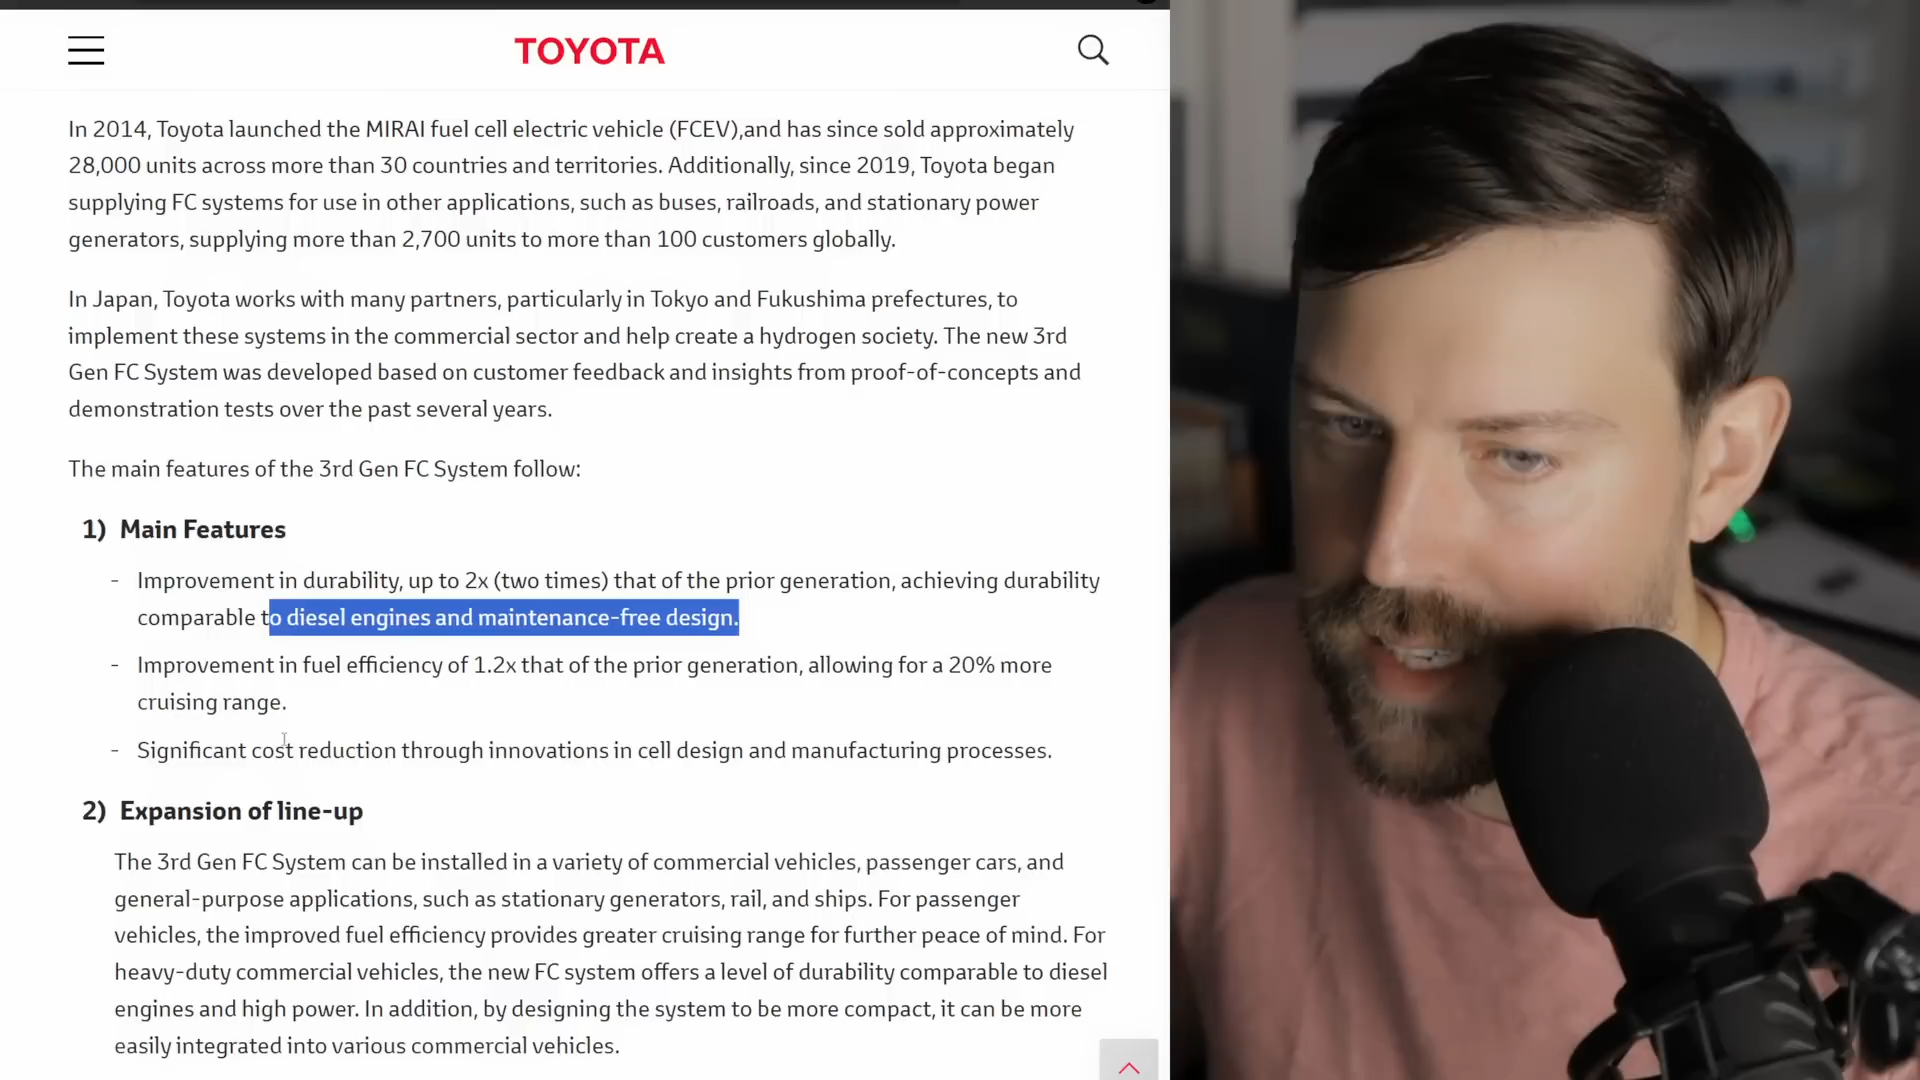 TOYOTA
In 2014, Toyota launched the MIRAI fuel cell electric vehicle (FCEV),and has since sold approximately
28,000 units across more than 30 countries and territories. Additionally, since 2019, Toyota began
supplying FC systems for use in other applications, such as buses, railroads, and stationary power
generators, supplying more than 2,700 units to more than 100 customers globally.
In Japan, Toyota works with many partners, particularly in Tokyo and Fukushima prefectures, to
implement these systems in the commercial sector and help create a hydrogen society. The new 3rd
Gen FC System was developed based on customer feedback and insights from proof-of-concepts and
demonstration tests over the past several years.
The main features of the 3rd Gen FC System follow:
1) Main Features
- Improvement in durability, up to 2x (two times) that of the prior generation, achieving durability
comparable to diesel engines and maintenance-free design.
- Improvement in fuel efficiency of 1.2x that of the prior generation, allowing for a 20% more
cruising range.
- Significant cost reduction through innovations in cell design and manufacturing processes.
2) Expansion of line-up
The 3rd Gen FC System can be installed in a variety of commercial vehicles, passenger cars, and
general-purpose applications, such as stationary generators, rail, and ships. For passenger
vehicles, the improved fuel efficiency provides greater cruising range for further peace of mind. For
heavy-duty commercial vehicles, the new FC system offers a level of durability comparable to diesel
engines and high power. In addition, by designing the system to be more compact, it can be more
easily integrated into various commercial vehicles.